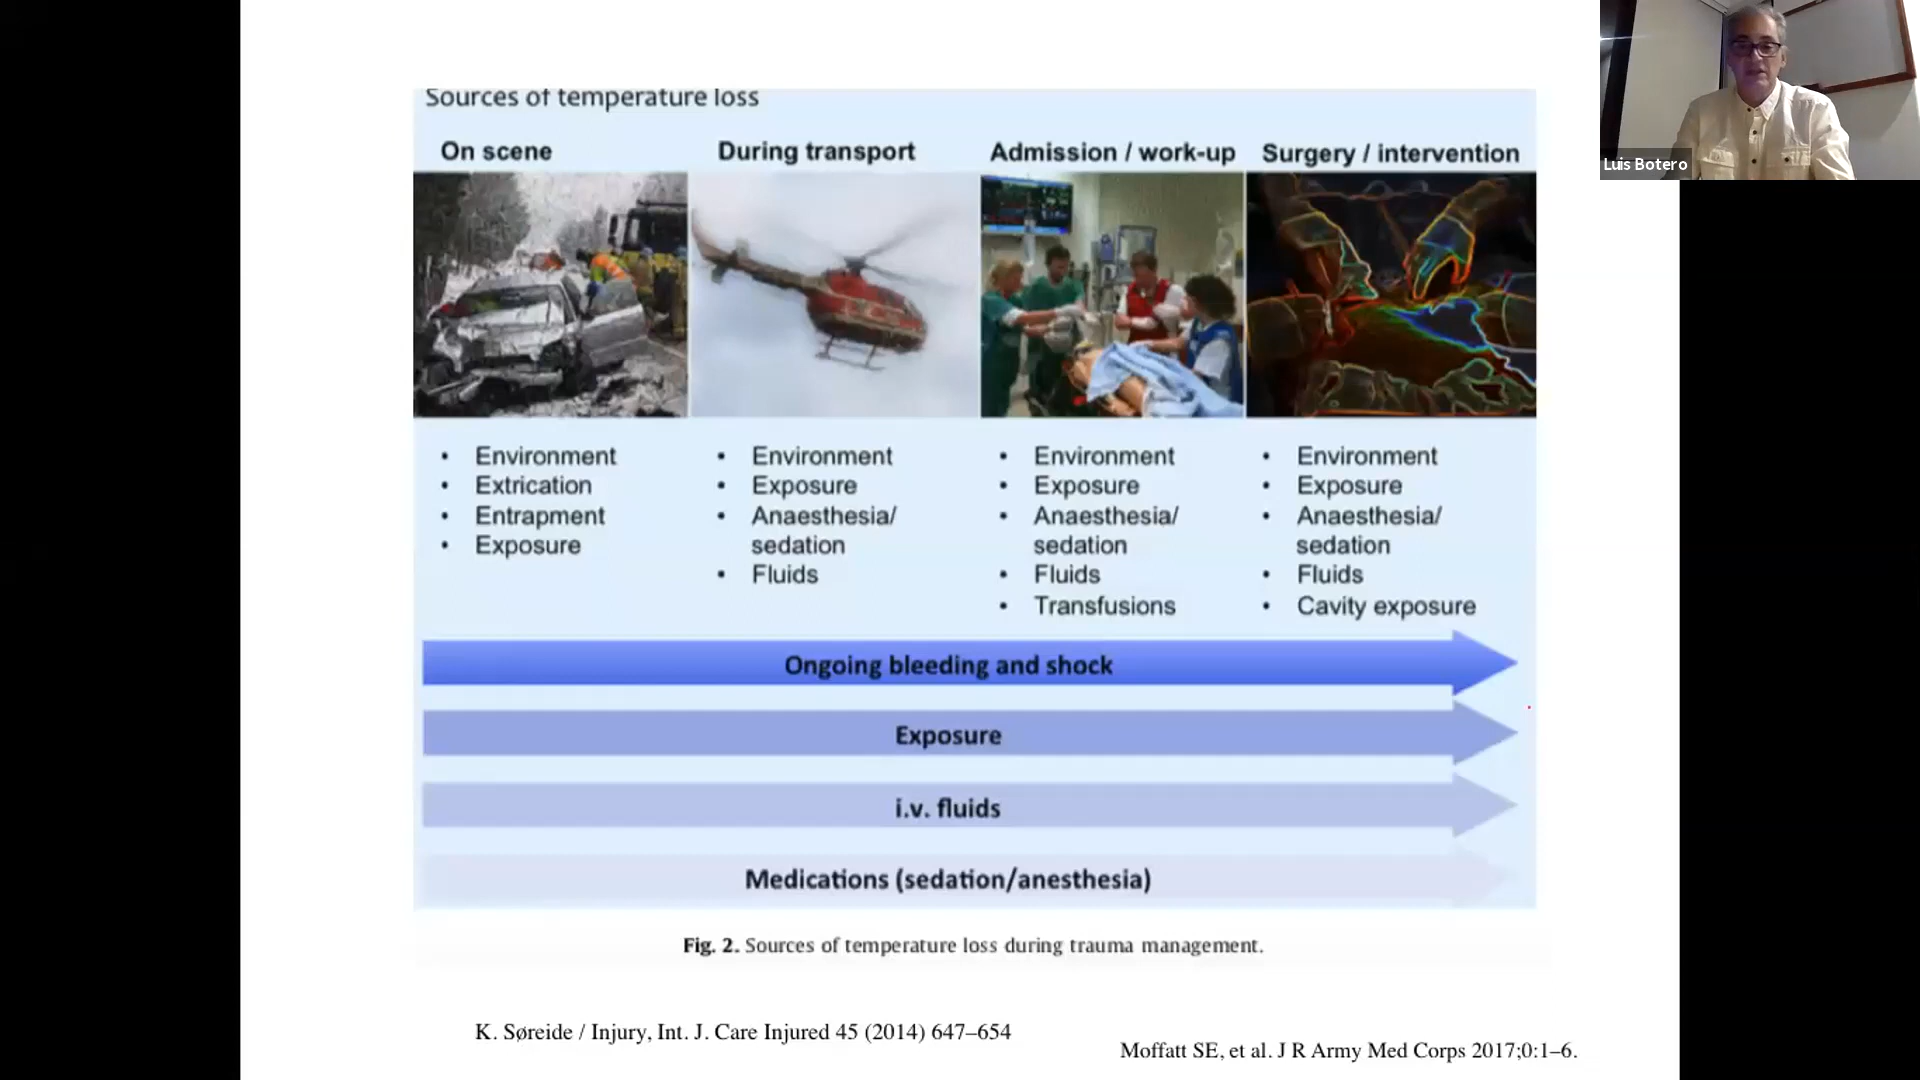 Sources of temperature loss
On scene
During transport
Admission / work-up
Surgery / intervention
• Environment
• Extrication
• Entrapment
• Exposure
• Environment
• Exposure
• Anaesthesia/
sedation
• Fluids
• Environment
• Exposure
• Anaesthesia/
sedation
• Fluids
• Transfusions
• Environment
• Exposure
• Anaesthesia/
sedation
• Fluids
• Cavity exposure
Ongoing bleeding and shock
Exposure
i.v. fluids
Medications (sedation/anesthesia)
Fig. 2. Sources of temperature loss during trauma management.
K. Søreide / Injury, Int. J. Care Injured 45 (2014) 647–654
Moffatt SE, et al. J R Army Med Corps 2017;0:1–6.
Luis Botero